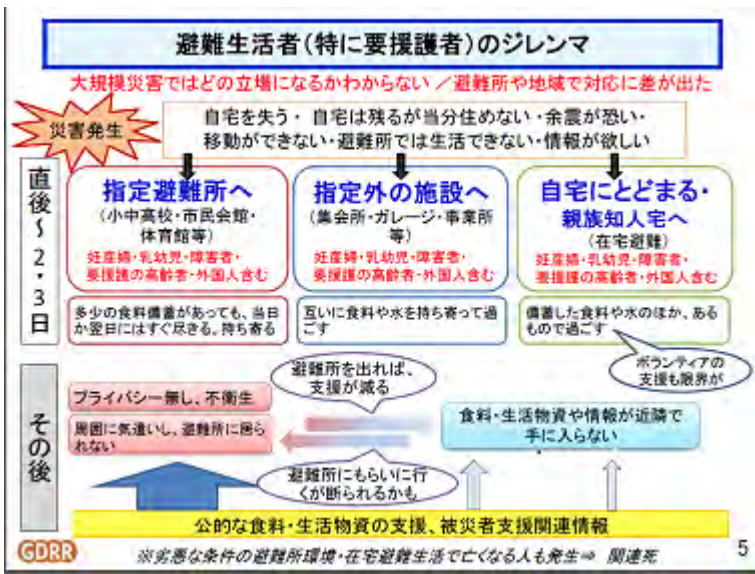 避難生活者(特に要援護者)のジレンマ
大規模災害ではどの立場になるかわからない／避難所や地域で対応に差が出た
災害発生
自宅を失う・ 自宅は残るが当分住めない・余震が恐い・
移動ができない・避難所では生活できない・情報が欲しい
直後～2・3日
指定避難所へ
(小中高校・市民会館・
体育館等)
妊産婦・乳幼児・障害者・
要援護の高齢者・外国人含む
指定外の施設へ
(集会所・ガレージ・事業所
等)
妊産婦・乳幼児・障害者・
要援護の高齢者・外国人含む
自宅にとどまる・
親族知人宅へ
(在宅避難)
妊産婦・乳幼児・障害者・
要援護の高齢者・外国人含む
多少の食料備蓄があっても、当日
か翌日にはすぐ尽きる。持ち寄る
互いに食料や水を持ち寄って過
ごす
備蓄した食料や水のほか、ある
もので過ごす
ボランティアの
支援も限界が
その後
避難所を出れば、
支援が減る
プライバシー無し、不衛生
周囲に気遣いし、避難所に居ら
れない
食料・生活物資や情報が近隣で
手に入らない
避難所にもらいに行
くが断られるかも
公的な食料・生活物資の支援、被災者支援関連情報
GDRR
※劣悪な条件の避難所環境・在宅避難生活で亡くなる人も発生⇒ 関連死
5